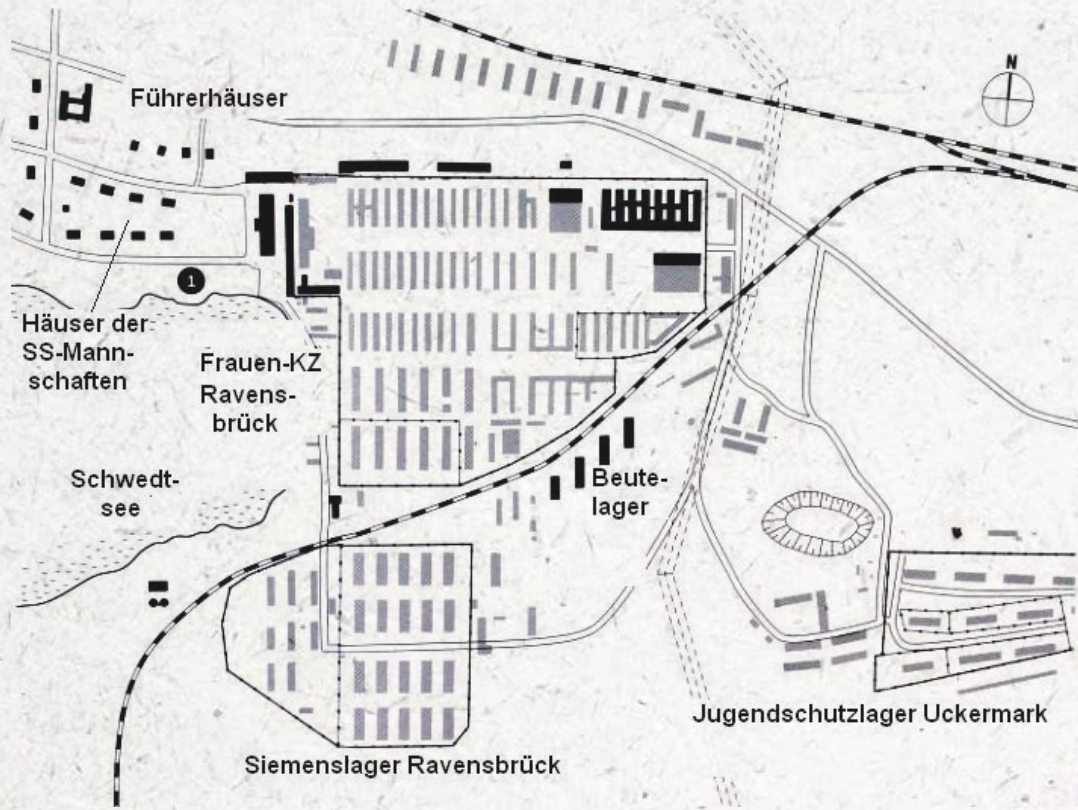 N
Führerhäuser
1
Häuser der
SS-Mann-
schaften
Frauen-KZ
Ravens-
brück
Schwedt-
see
Beute-
lager
Jugendschutzlager Uckermark
Siemenslager Ravensbrück